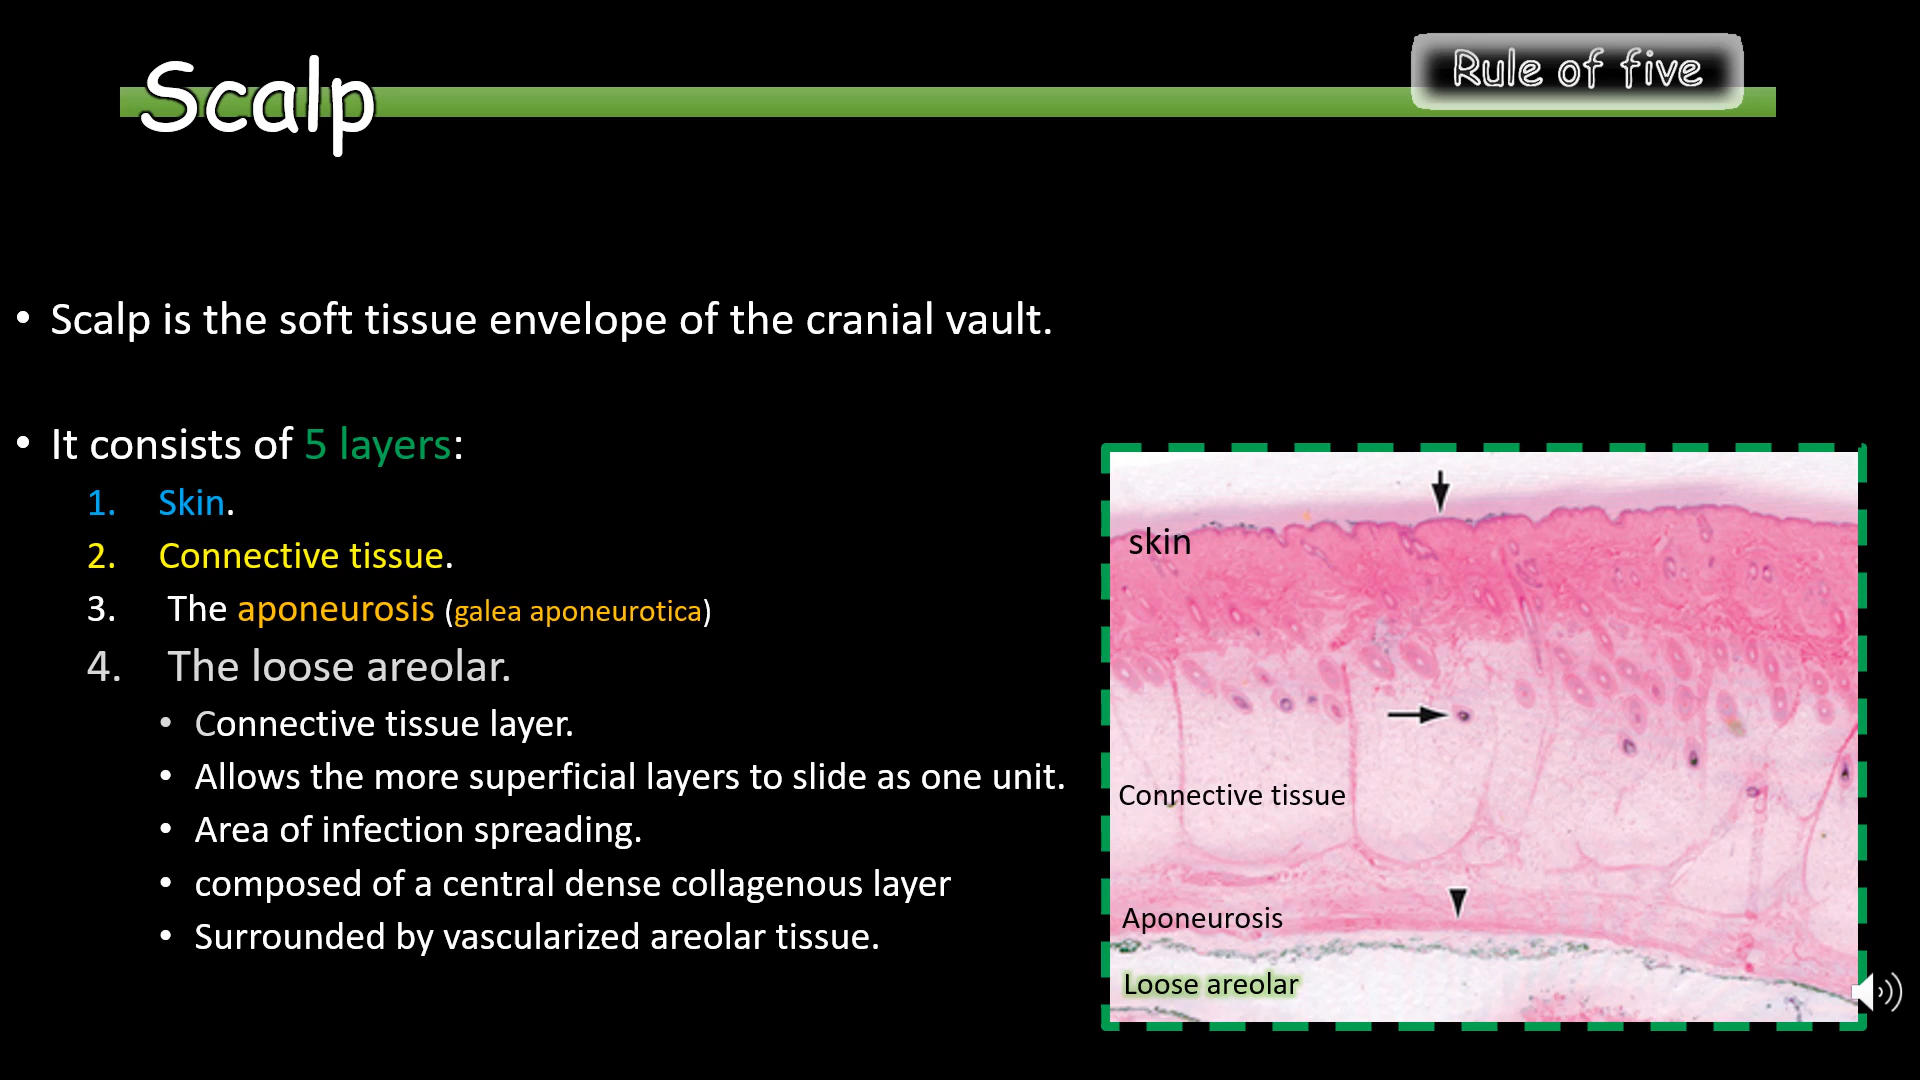 Scalp
Rule of five
• Scalp is the soft tissue envelope of the cranial vault.
• It consists of 5 layers:
1. Skin.
2. Connective tissue.
3. The aponeurosis (galea aponeurotica)
4. The loose areolar.
• Connective tissue layer.
• Allows the more superficial layers to slide as one unit.
• Area of infection spreading.
• composed of a central dense collagenous layer
• Surrounded by vascularized areolar tissue.
skin
Connective tissue
Aponeurosis
Loose areolar